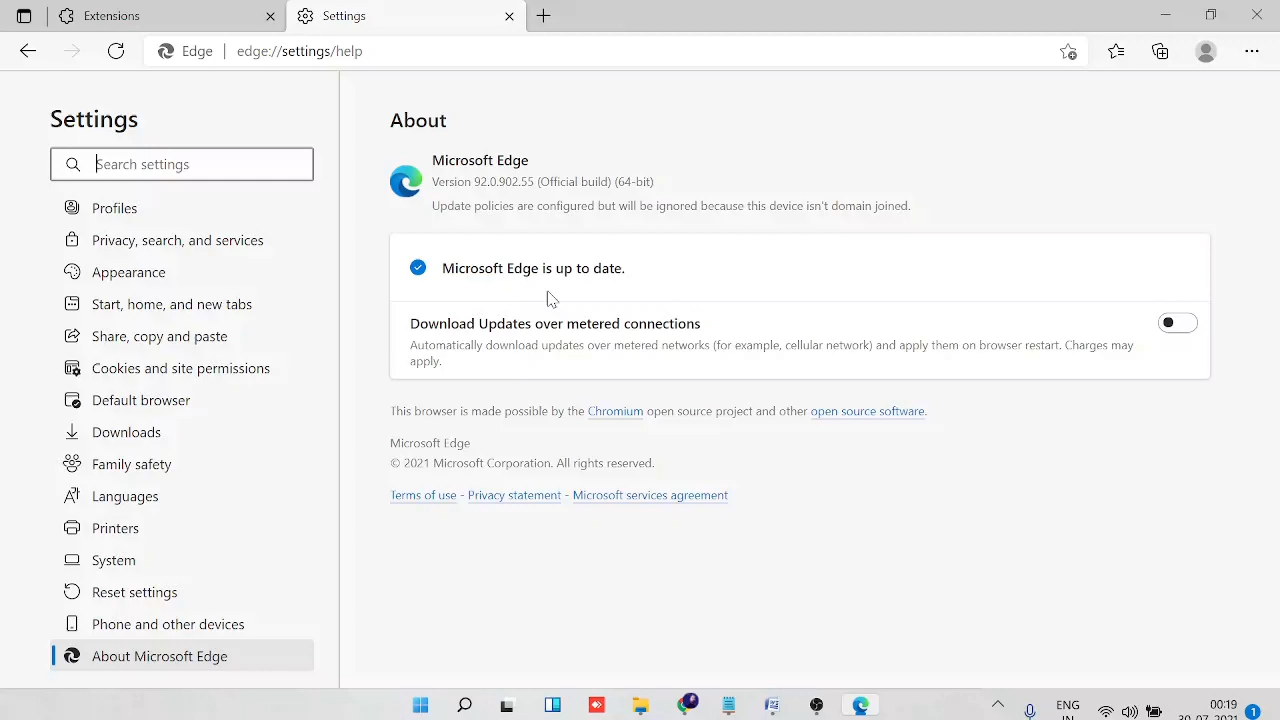 Extensions
Settings
Edge
edge://settings/help
Settings
Search settings
Profiles
Privacy, search, and services
Appearance
Start, home, and new tabs
Share, copy and paste
Cookies and site permissions
Default browser
Downloads
Family safety
Languages
Printers
System
Reset settings
Phone and other devices
About Microsoft Edge
About
Microsoft Edge
Version 92.0.902.55 (Official build) (64-bit)
Update policies are configured but will be ignored because this device isn't domain joined.
Microsoft Edge is up to date.
Download Updates over metered connections
Automatically download updates over metered networks (for example, cellular network) and apply them on browser restart. Charges may
apply.
This browser is made possible by the Chromium open source project and other open source software.
Microsoft Edge
© 2021 Microsoft Corporation. All rights reserved.
Terms of use - Privacy statement - Microsoft services agreement
ENG
IN
00:19
1